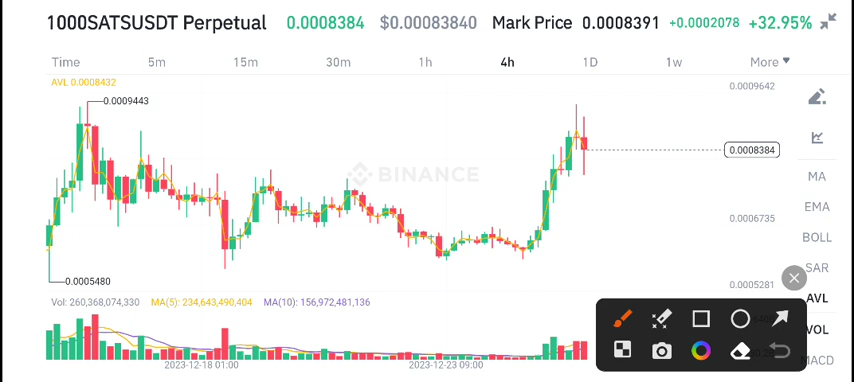 1000SATSUSDT Perpetual 0.0008384 $0.00083840 Mark Price 0.0008391 +0.0002078 +32.95%
Time 5m 15m 30m 1h 4h 1D 1w More
AVL 0.0008432
0.0009642
0.0009443
0.0008384
BINANCE
MA
EMA
0.0006735
BOLL
SAR
0.0005480
0.0005281
AVL
Vol: 260,368,074,330 MA(5): 234,643,490,404 MA(10): 156,972,481,136
VOL
MACD
2023-12-18 01:00 2023-12-23 09:00